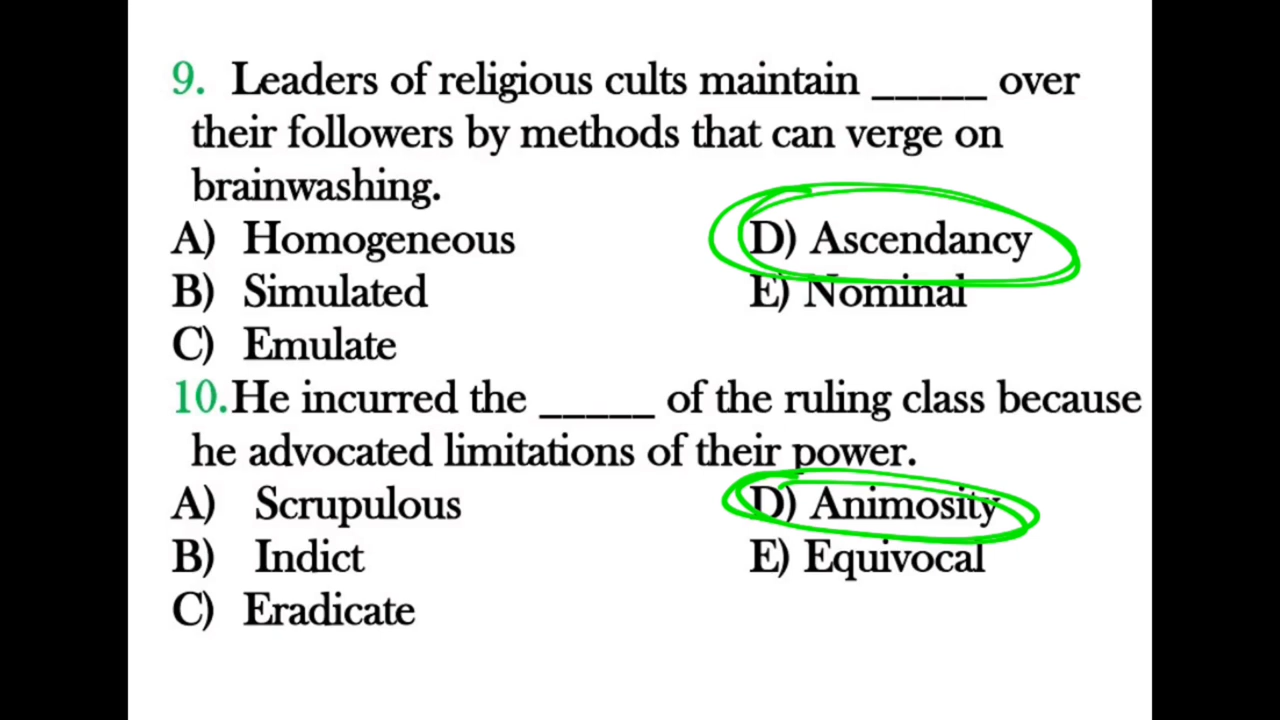 9. Leaders of religious cults maintain _____ over
their followers by methods that can verge on
brainwashing.
A) Homogeneous
D) Ascendancy
B) Simulated
E) Nominal
C) Emulate
10. He incurred the _____ of the ruling class because
he advocated limitations of their power.
A) Scrupulous
D) Animosity
B) Indict
E) Equivocal
C) Eradicate